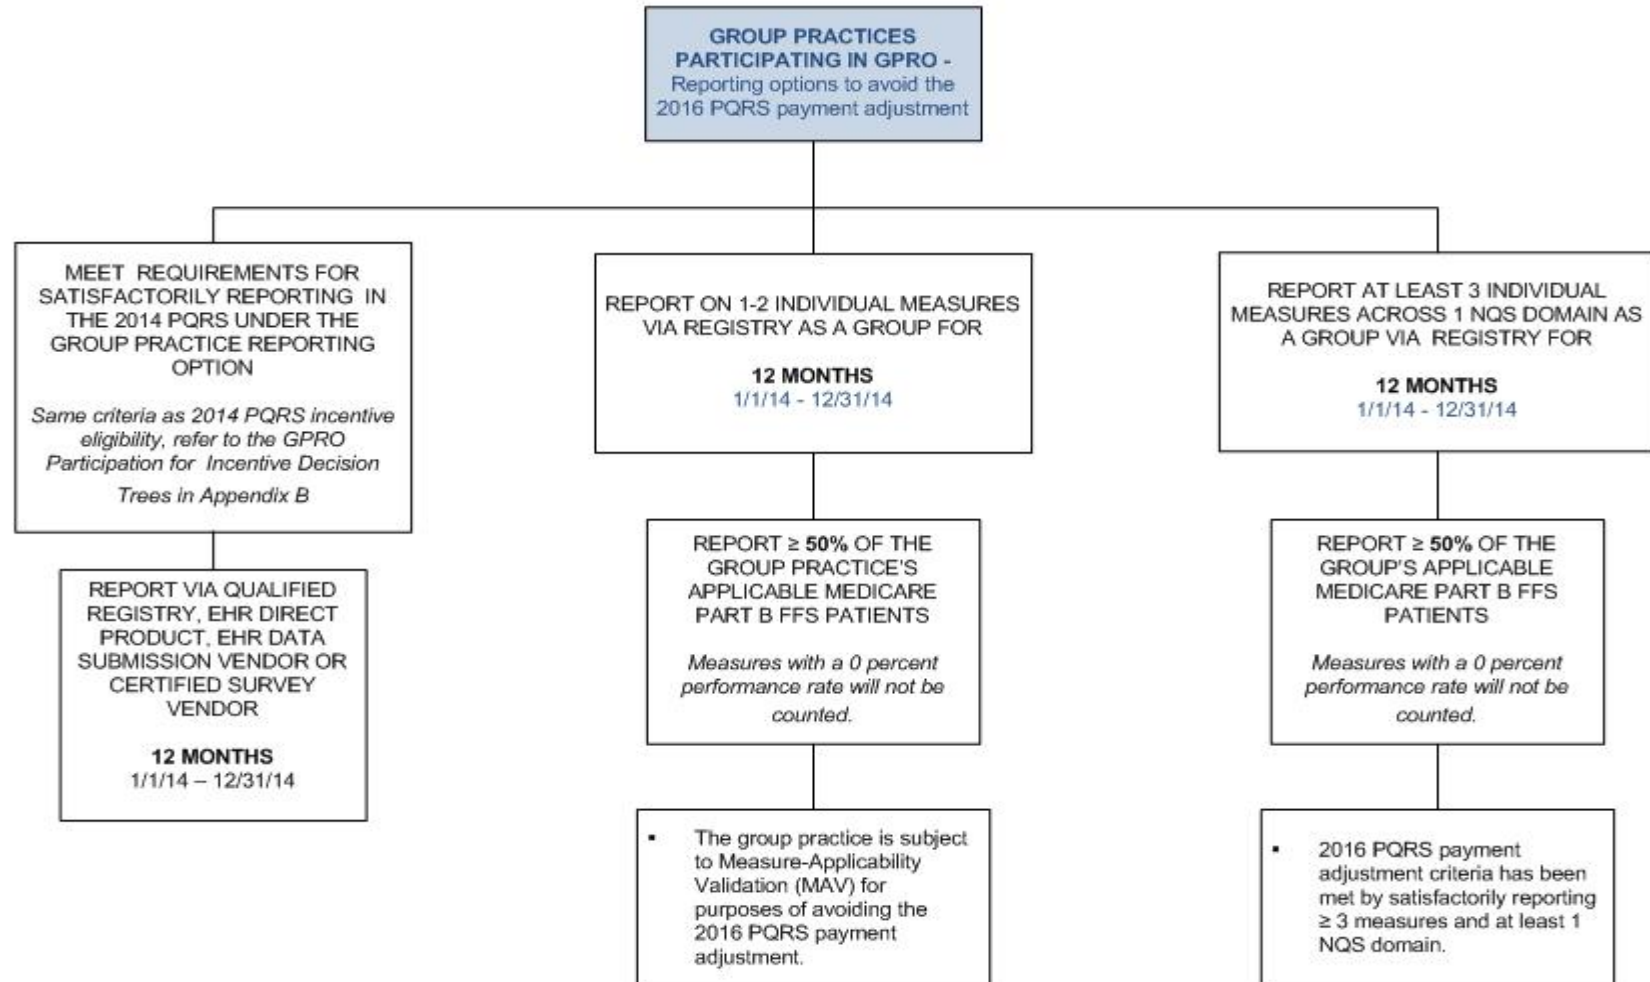 GROUP PRACTICES
PARTICIPATING IN GPRO -
Reporting options to avoid the
2016 PQRS payment adjustment
MEET REQUIREMENTS FOR
SATISFACTORILY REPORTING IN
THE 2014 PQRS UNDER THE
GROUP PRACTICE REPORTING
OPTION
Same criteria as 2014 PQRS incentive
eligibility, refer to the GPRO
Participation for Incentive Decision
Trees in Appendix B
REPORT VIA QUALIFIED
REGISTRY, EHR DIRECT
PRODUCT, EHR DATA
SUBMISSION VENDOR OR
CERTIFIED SURVEY
VENDOR
12 MONTHS
1/1/14 – 12/31/14
REPORT ON 1-2 INDIVIDUAL MEASURES
VIA REGISTRY AS A GROUP FOR
12 MONTHS
1/1/14 - 12/31/14
REPORT ≥ 50% OF THE
GROUP PRACTICE'S
APPLICABLE MEDICARE
PART B FFS PATIENTS
Measures with a 0 percent
performance rate will not be
counted.
▪ The group practice is subject
to Measure-Applicability
Validation (MAV) for
purposes of avoiding the
2016 PQRS payment
adjustment.
REPORT AT LEAST 3 INDIVIDUAL
MEASURES ACROSS 1 NQS DOMAIN AS
A GROUP VIA REGISTRY FOR
12 MONTHS
1/1/14 - 12/31/14
REPORT ≥ 50% OF THE
GROUP'S APPLICABLE
MEDICARE PART B FFS
PATIENTS
Measures with a 0 percent
performance rate will not be
counted.
▪ 2016 PQRS payment
adjustment criteria has been
met by satisfactorily reporting
≥ 3 measures and at least 1
NQS domain.